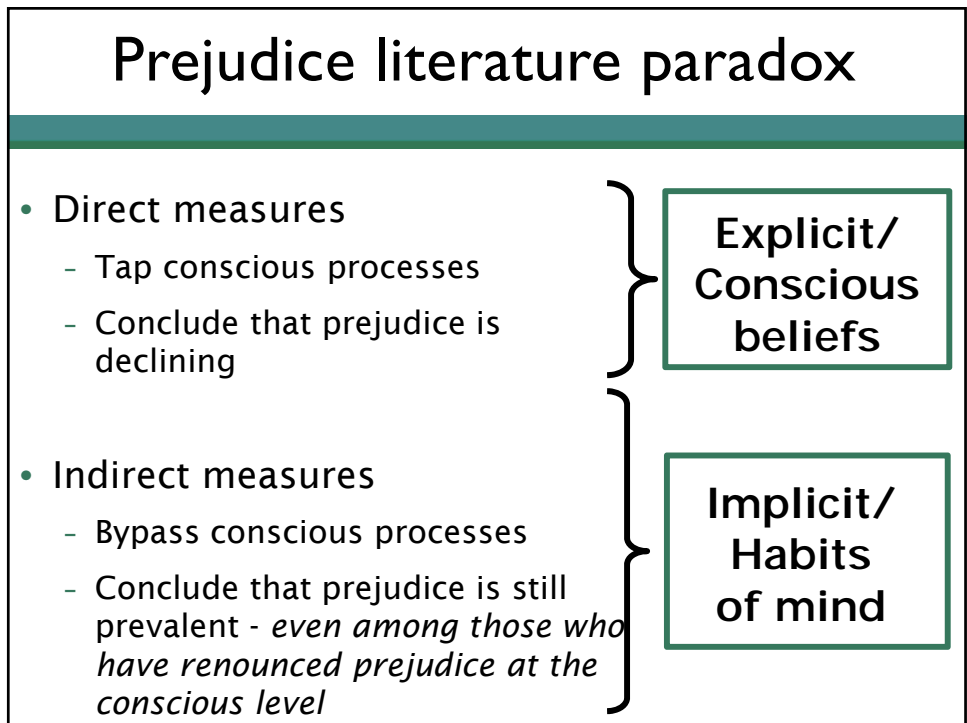 Prejudice literature paradox
• Direct measures
- Tap conscious processes
- Conclude that prejudice is
declining
Explicit/
Conscious
beliefs
• Indirect measures
- Bypass conscious processes
- Conclude that prejudice is still
prevalent - even among those who
have renounced prejudice at the
conscious level
Implicit/
Habits
of mind